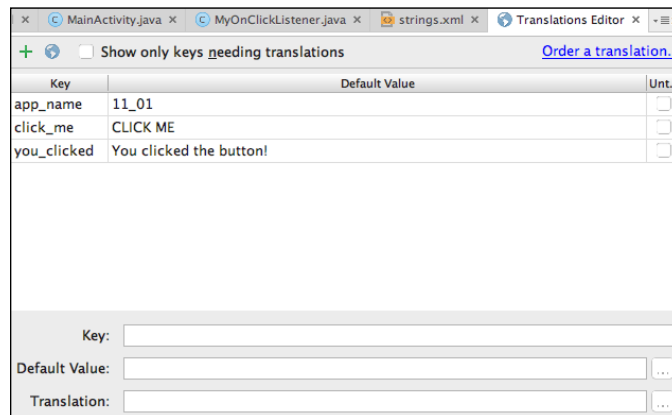 MainActivity.java MyOnClickListener.java strings.xml Translations Editor
Show only keys needing translations Order a translation.
Key Default Value Unt.
app_name 11_01
click_me CLICK ME
you_clicked You clicked the button!
Key:
Default Value: ...
Translation: ...